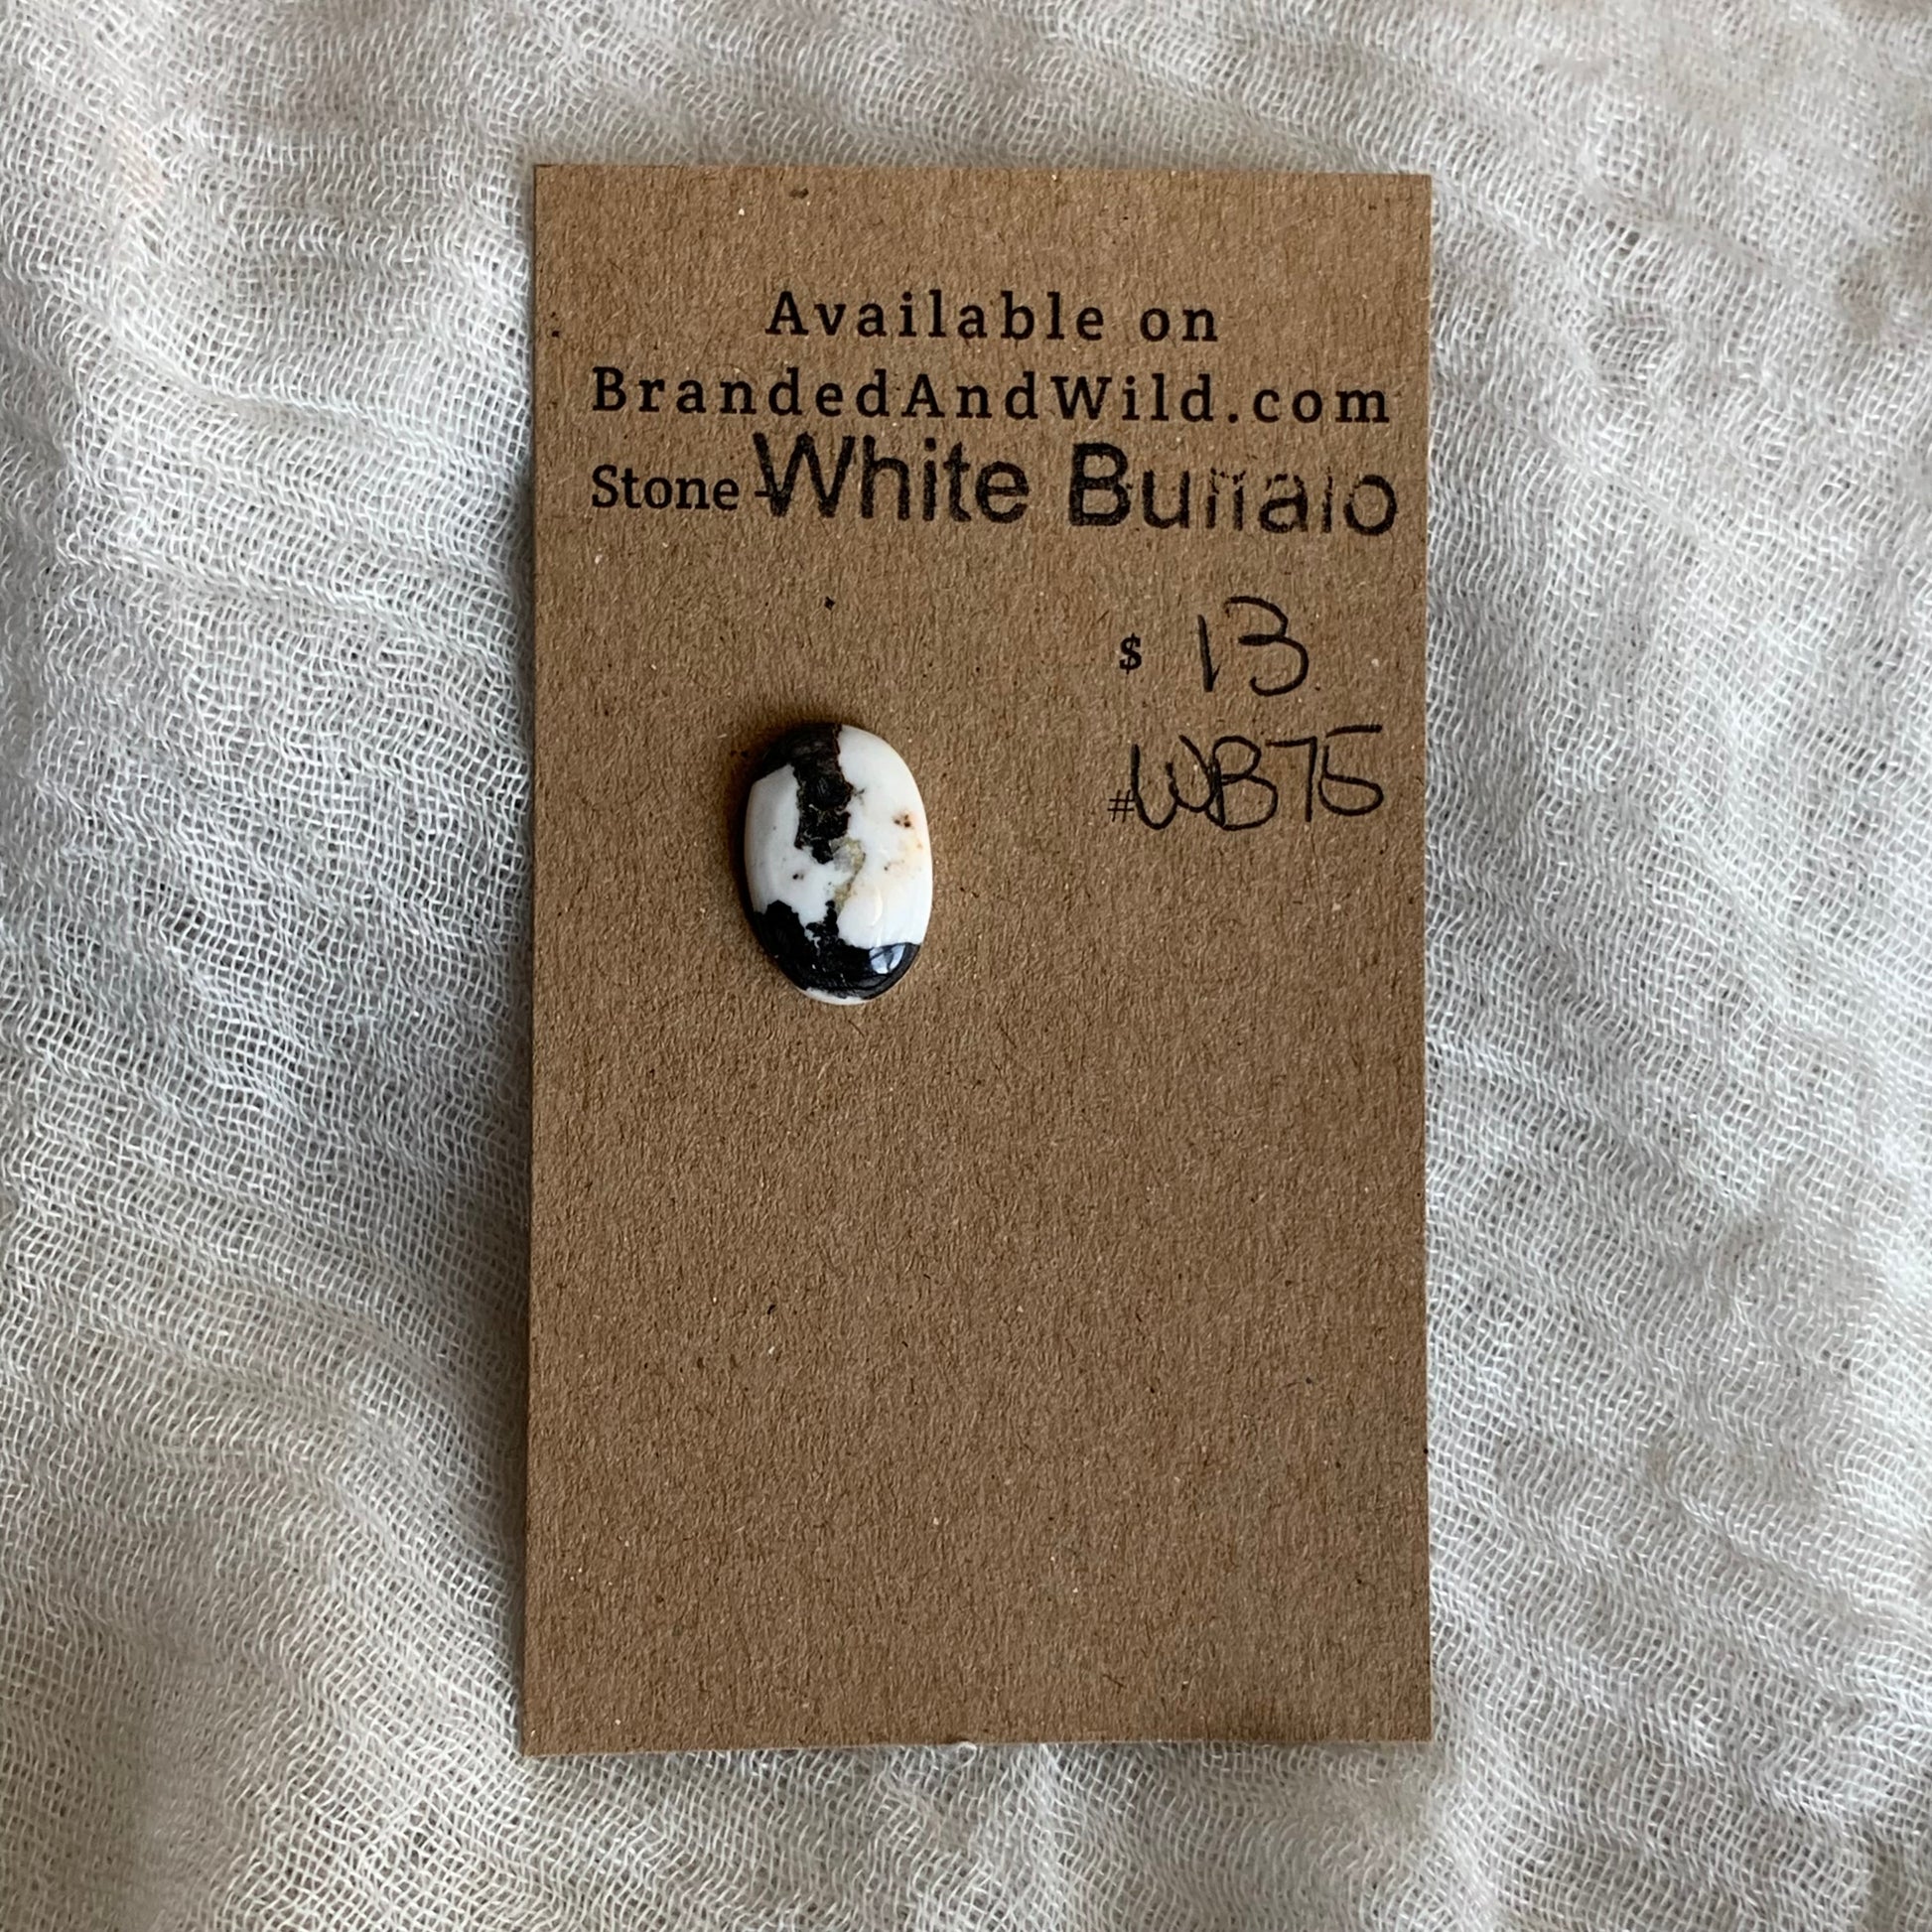 Available on
BrandedAndWild.com
Stone - White Buffalo
$ 13
#WB75